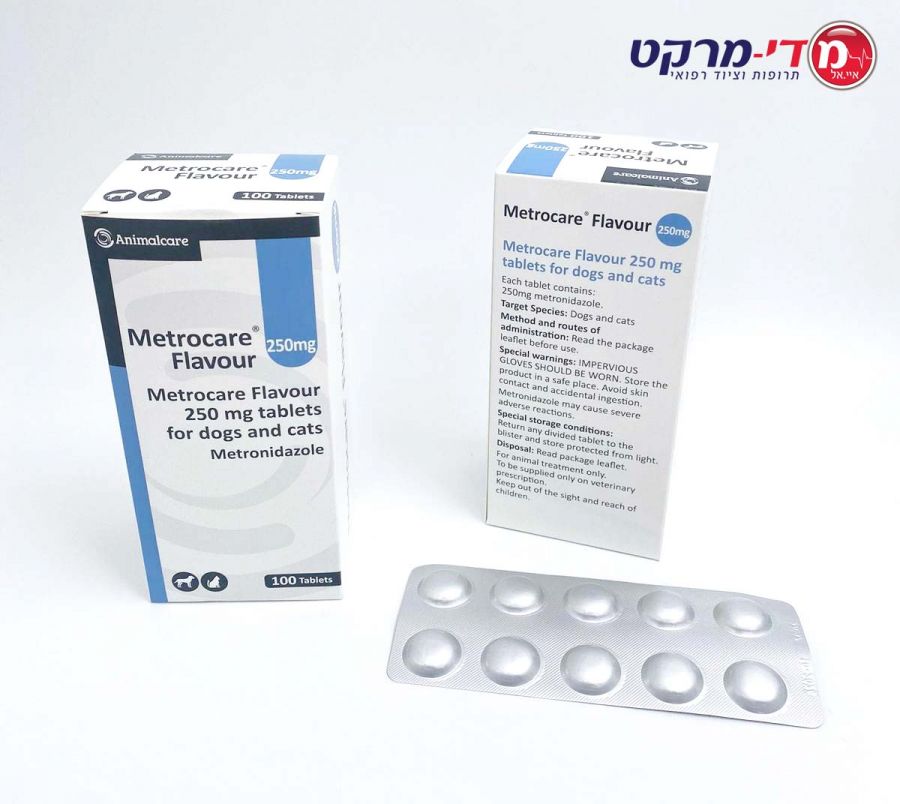 מדי-מרקט
איי.אל
תרופות וציוד רפואי
Animalcare
Metrocare®
Flavour
250mg
100 Tablets
Animalcare
Metrocare®
Flavour
250mg
Metrocare Flavour
250 mg tablets
for dogs and cats
Metronidazole
100 Tablets
100 Tablets
250mg
Metrocare®
Flavour
Animalcare
Metrocare® Flavour
250mg
Metrocare Flavour 250 mg
tablets for dogs and cats
Each tablet contains:
250mg metronidazole.
Target Species: Dogs and cats
Method and routes of
administration: Read the package
leaflet before use.
Special warnings: IMPERVIOUS
GLOVES SHOULD BE WORN. Store the
product in a safe place. Avoid skin
contact and accidental ingestion.
Metronidazole may cause severe
adverse reactions.
Special storage conditions:
Return any divided tablet to the
blister and store protected from light.
Disposal: Read package leaflet.
For animal treatment only.
To be supplied only on veterinary
prescription.
Keep out of the sight and reach of
children.